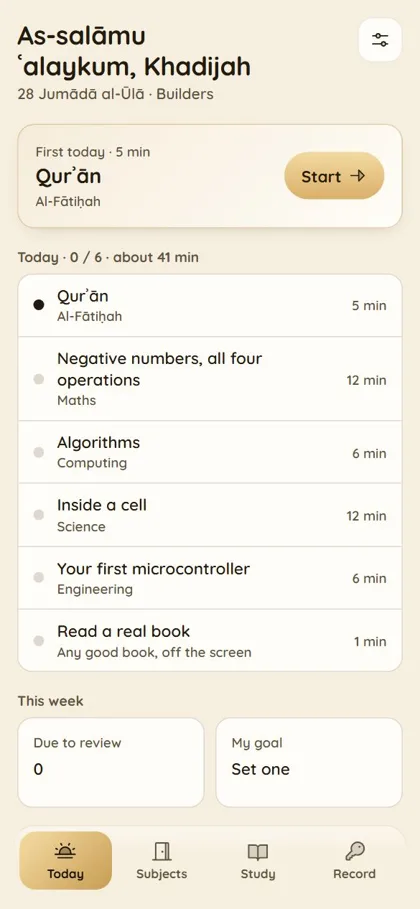 As-salāmu
ʿalaykum, Khadijah
28 Jumādā al-Ūlā · Builders
First today · 5 min
Qurʾān
Al-Fātiḥah
Start →
Today · 0 / 6 · about 41 min
Qurʾān
Al-Fātiḥah
5 min
Negative numbers, all four
operations
Maths
12 min
Algorithms
Computing
6 min
Inside a cell
Science
12 min
Your first microcontroller
Engineering
6 min
Read a real book
Any good book, off the screen
1 min
This week
Due to review
0
My goal
Set one
Today
Subjects
Study
Record